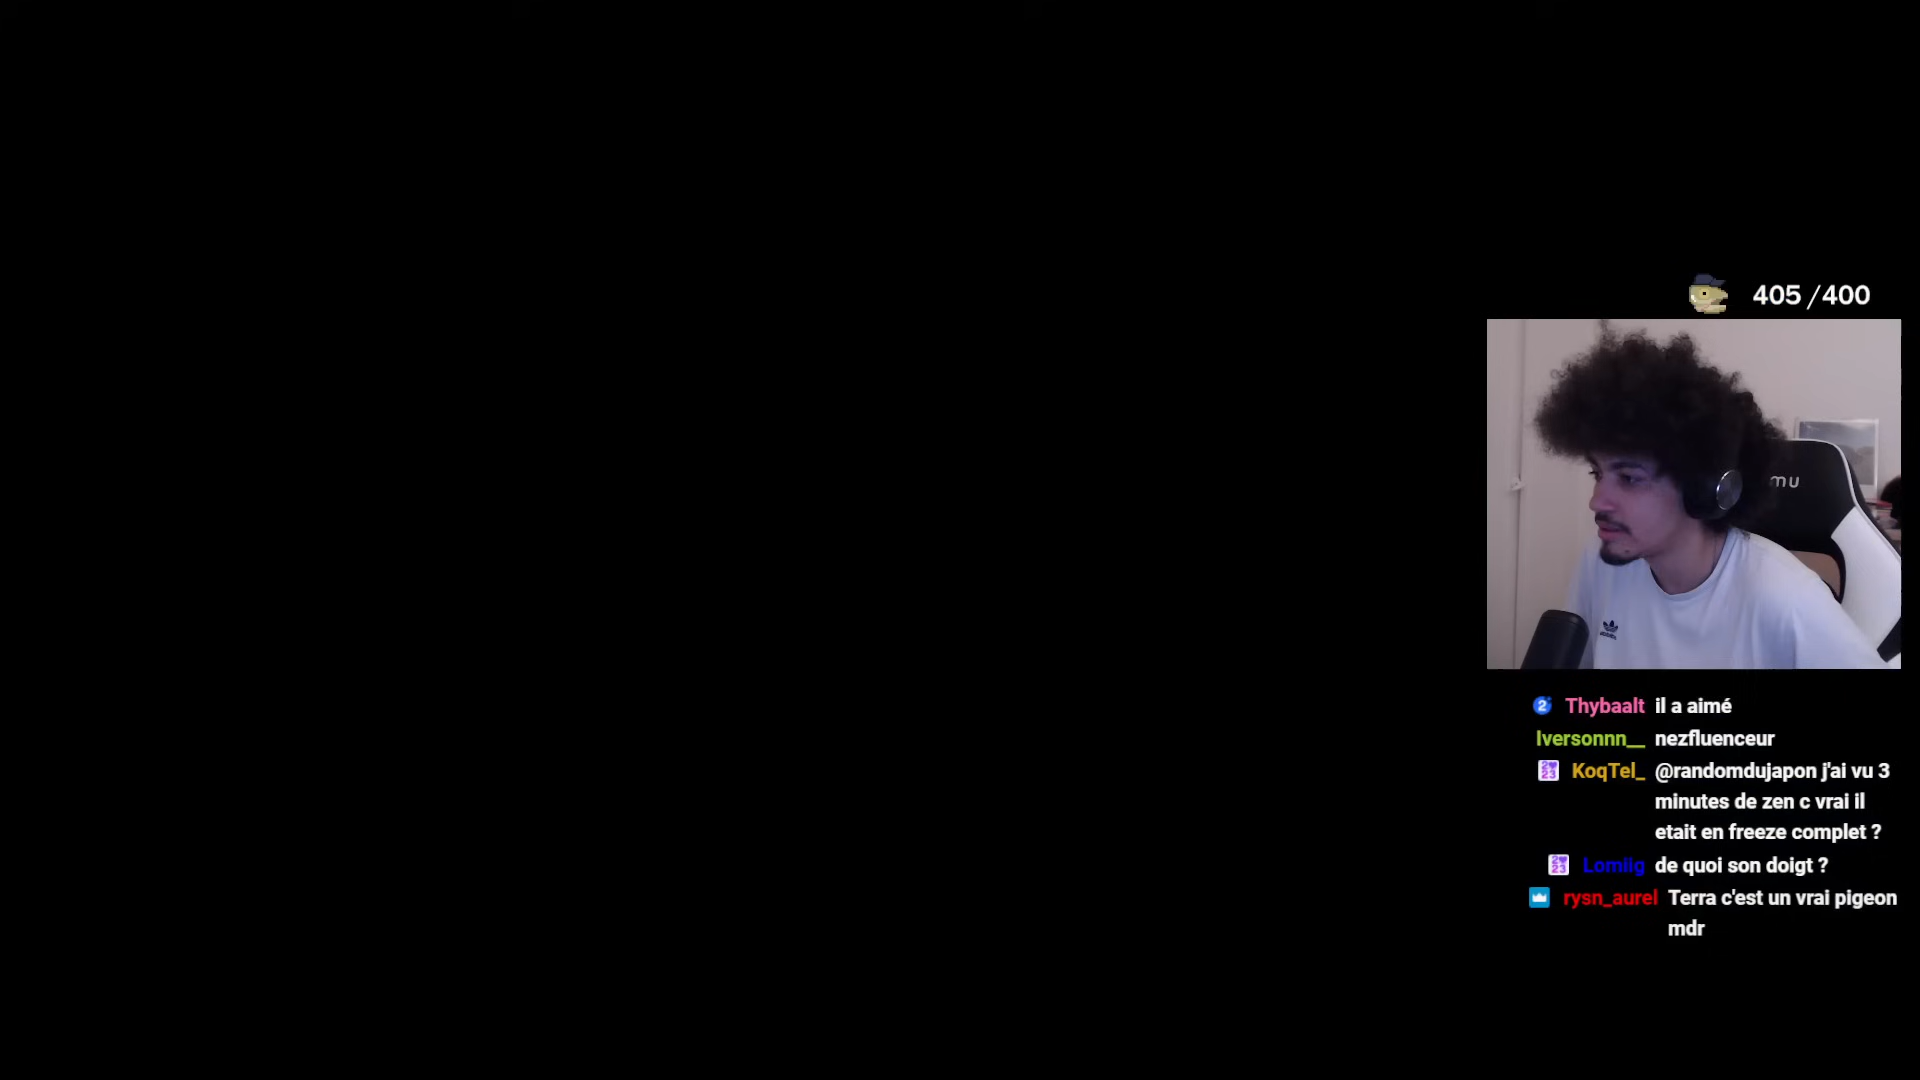 405 /400
mu
Thybaalt il a aimé
Iversonnn__ nezfluenceur
KoqTel_ @randomdujapon j'ai vu 3
minutes de zen c vrai il
etait en freeze complet ?
Lomiig de quoi son doigt ?
rysn_aurel Terra c'est un vrai pigeon
mdr